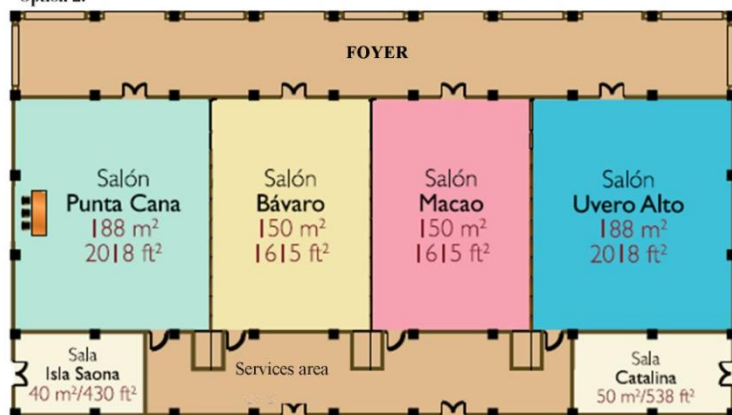 Option 2:
FOYER
Salón
Punta Cana
188 m²
2018 ft²
Salón
Bávaro
150 m²
1615 ft²
Salón
Macao
150 m²
1615 ft²
Salón
Uvero Alto
188 m²
2018 ft²
Sala
Isla Saona
40 m²/430 ft²
Services area
Sala
Catalina
50 m²/538 ft²